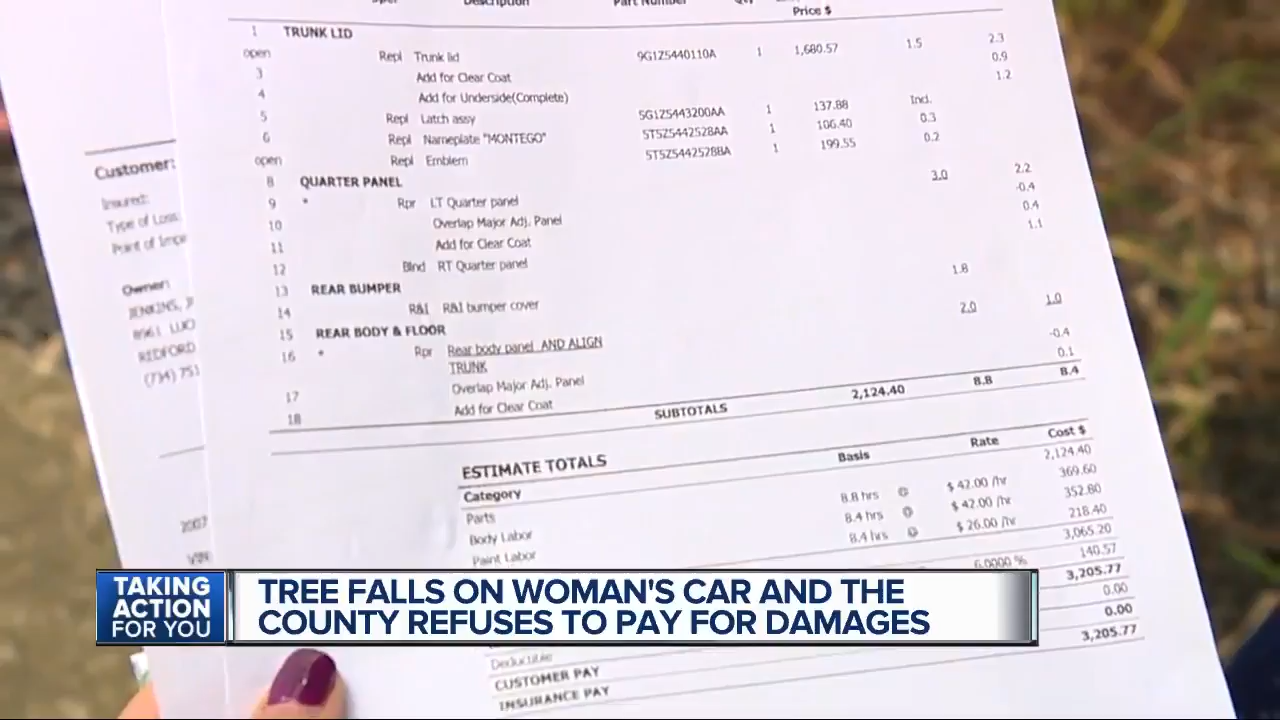 Oper Description Part Number Qty
Price $
1 TRUNK LID
open Repl Trunk lid 9G1Z5440110A 1 1,680.57 1.5 2.3
3 Add for Clear Coat 0.9
4 Add for Underside(Complete) 1.2
5 Repl Latch assy 5G1Z5443200AA 1 137.88 Incl.
6 Repl Nameplate "MONTEGO" 5T5Z5442528AA 1 106.40 0.3
open Repl Emblem 5T5Z5442528BA 1 199.55 0.2
8 QUARTER PANEL
9 * Rpr LT Quarter panel 3.0 2.2
10 Overlap Major Adj. Panel -0.4
11 Add for Clear Coat 0.4
12 Blnd RT Quarter panel 1.1
13 REAR BUMPER
14 R&I R&I bumper cover 1.8
15 REAR BODY & FLOOR
16 * Rpr Rear body panel AND ALIGN 2.0 1.0
TRUNK
17 Overlap Major Adj. Panel -0.4
18 Add for Clear Coat 0.1
SUBTOTALS 2,124.40 8.8 8.4
ESTIMATE TOTALS
Category Basis Rate Cost $
Parts 2,124.40
Body Labor 8.8 hrs @ $ 42.00 /hr 369.60
Paint Labor 8.4 hrs @ $ 42.00 /hr 352.80
8.4 hrs @ $ 26.00 /hr 218.40
3,065.20
6.0000 % 140.57
3,205.77
0.00
Deductible
CUSTOMER PAY 0.00
INSURANCE PAY 3,205.77
Customer:
Insured:
Type of Loss:
Point of Impa
Owner:
JENKINS,
8961
REDFORD
(734) 751
2007
VIN
TAKING
ACTION
FOR YOU
TREE FALLS ON WOMAN'S CAR AND THE
COUNTY REFUSES TO PAY FOR DAMAGES